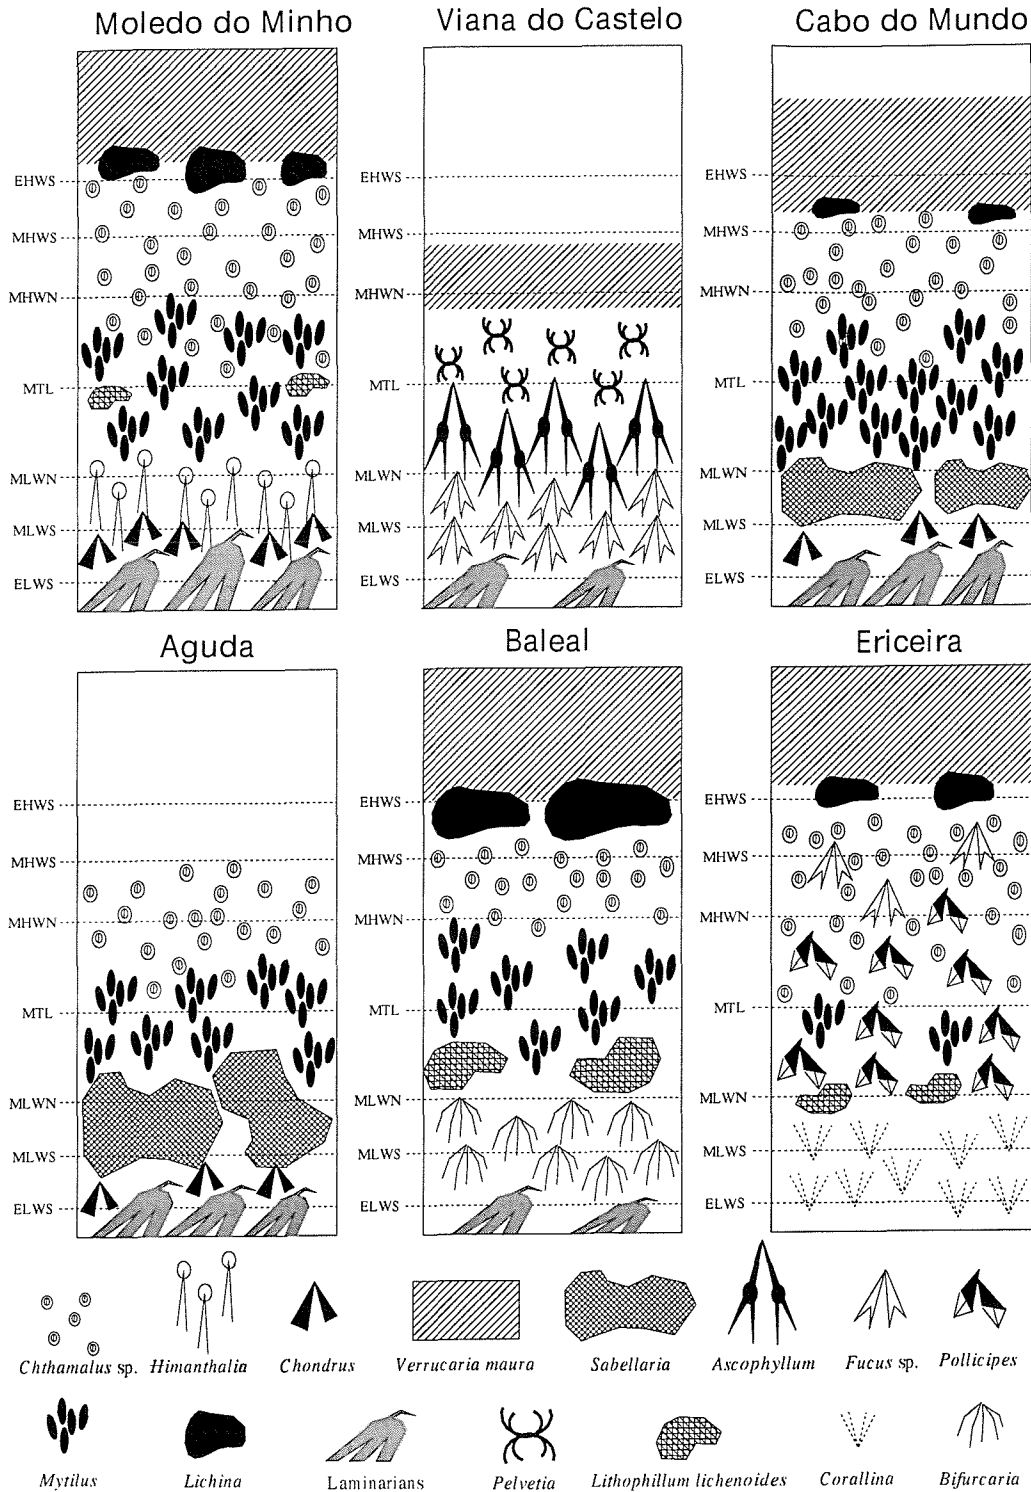 Moledo do Minho
Viana do Castelo
Cabo do Mundo
EHWS
MHWS
MHWN
MTL
MLWN
MLWS
ELWS
EHWS
MHWS
MHWN
MTL
MLWN
MLWS
ELWS
EHWS
MHWS
MHWN
MTL
MLWN
MLWS
ELWS
Aguda
Baleal
Ericeira
EHWS
MHWS
MHWN
MTL
MLWN
MLWS
ELWS
EHWS
MHWS
MHWN
MTL
MLWN
MLWS
ELWS
EHWS
MHWS
MHWN
MTL
MLWN
MLWS
ELWS
Chthamalus sp.
Himanthalia
Chondrus
Verrucaria maura
Sabellaria
Ascophyllum
Fucus sp.
Pollicipes
Mytilus
Lichina
Laminarians
Pelvetia
Lithophillum lichenoides
Corallina
Bifurcaria